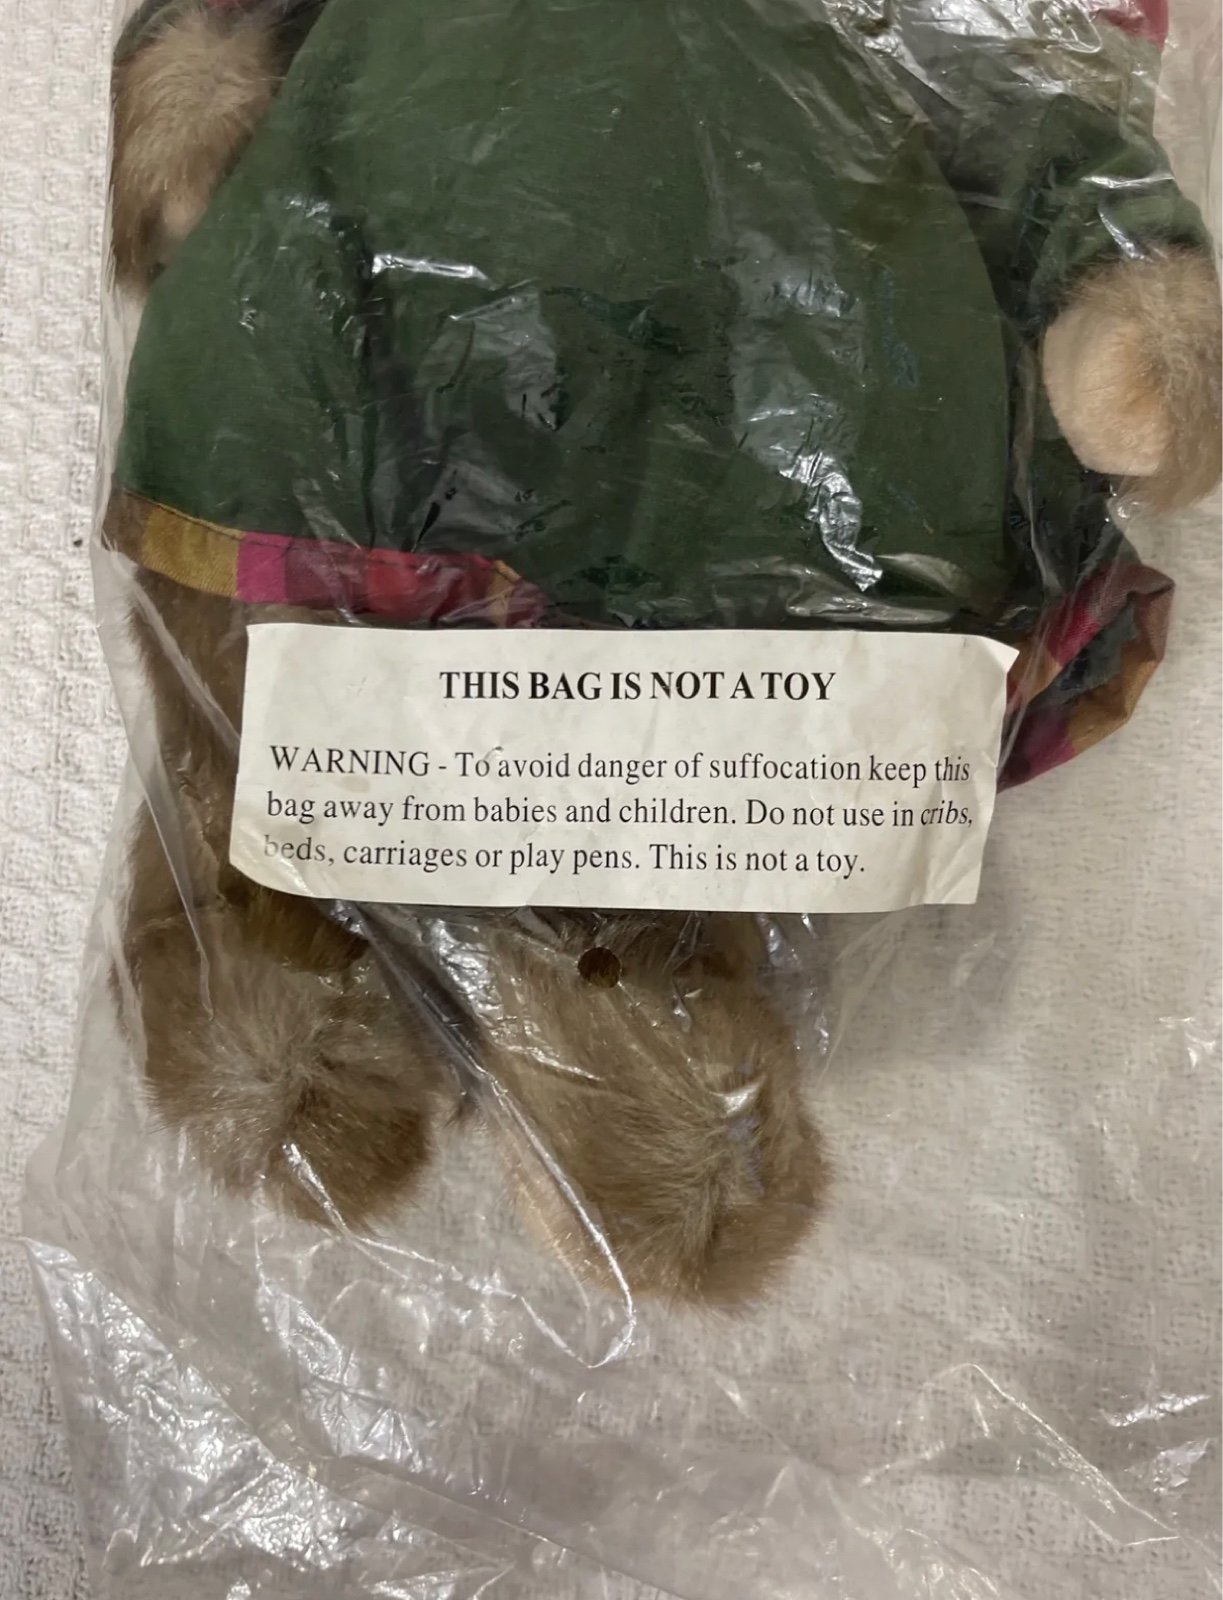 THIS BAG IS NOT A TOY
WARNING - To avoid danger of suffocation keep this
bag away from babies and children. Do not use in cribs,
beds, carriages or play pens. This is not a toy.